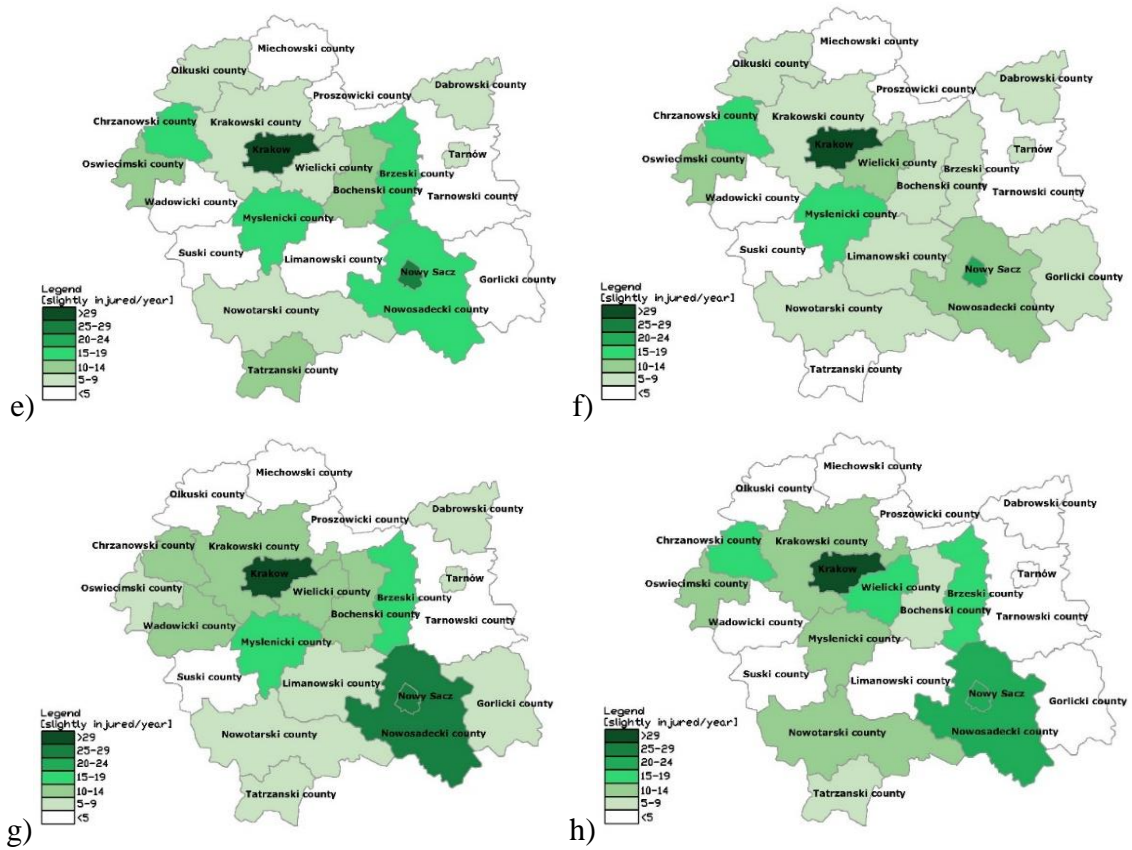 Miechowski county
Olkuski county
Dabrowski county
Proszowicki county
Chrzanowski county
Krakowski county
Krakow
Tarnów
Oswiecimski county
Wielicki county
Brzeski county
Bochenski county
Wadowicki county
Tarnowski county
Myslenicki county
Suski county
Limanowski county
Nowy Sacz
Gorlicki county
Legend
[slightly injured/year]
>29
25-29
20-24
15-19
10-14
5-9
<5
Nowotarski county
Nowosadecki county
Tatrzanski county
e)
Miechowski county
Olkuski county
Dabrowski county
Proszowicki county
Chrzanowski county
Krakowski county
Krakow
Tarnów
Oswiecimski county
Wielicki county
Brzeski county
Bochenski county
Wadowicki county
Tarnowski county
Myslenicki county
Suski county
Limanowski county
Nowy Sacz
Gorlicki county
Legend
[slightly injured/year]
>29
25-29
20-24
15-19
10-14
5-9
<5
Nowotarski county
Nowosadecki county
Tatrzanski county
f)
Miechowski county
Olkuski county
Dabrowski county
Proszowicki county
Chrzanowski county
Krakowski county
Krakow
Tarnów
Oswiecimski county
Wielicki county
Brzeski county
Bochenski county
Wadowicki county
Tarnowski county
Myslenicki county
Suski county
Limanowski county
Nowy Sacz
Gorlicki county
Legend
[slightly injured/year]
>29
25-29
20-24
15-19
10-14
5-9
<5
Nowotarski county
Nowosadecki county
Tatrzanski county
g)
Miechowski county
Olkuski county
Dabrowski county
Proszowicki county
Chrzanowski county
Krakowski county
Krakow
Tarnów
Oswiecimski county
Wielicki county
Brzeski county
Bochenski county
Wadowicki county
Tarnowski county
Myslenicki county
Suski county
Limanowski county
Nowy Sacz
Gorlicki county
Legend
[slightly injured/year]
>29
25-29
20-24
15-19
10-14
5-9
<5
Nowotarski county
Nowosadecki county
Tatrzanski county
h)